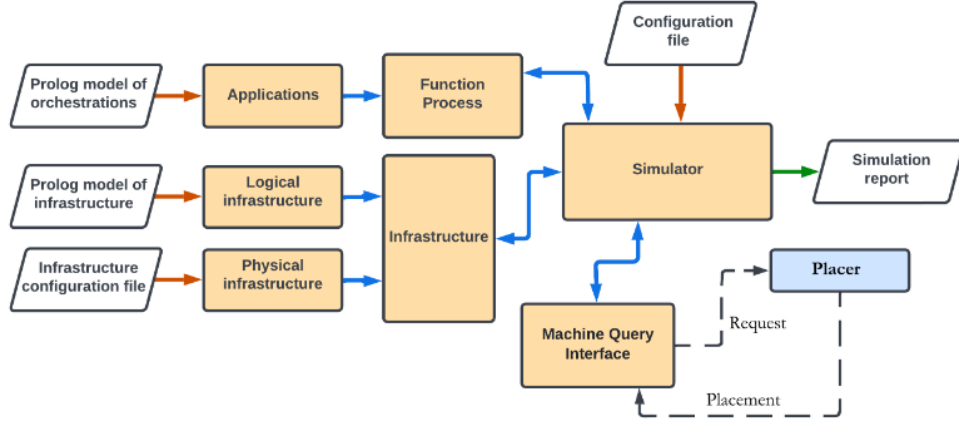 Configuration
file
Prolog model of
orchestrations
Applications
Function
Process
Simulator
Simulation
report
Prolog model of
infrastructure
Logical
infrastructure
Infrastructure
Infrastructure
configuration file
Physical
infrastructure
Placer
Request
Machine Query
Interface
Placement